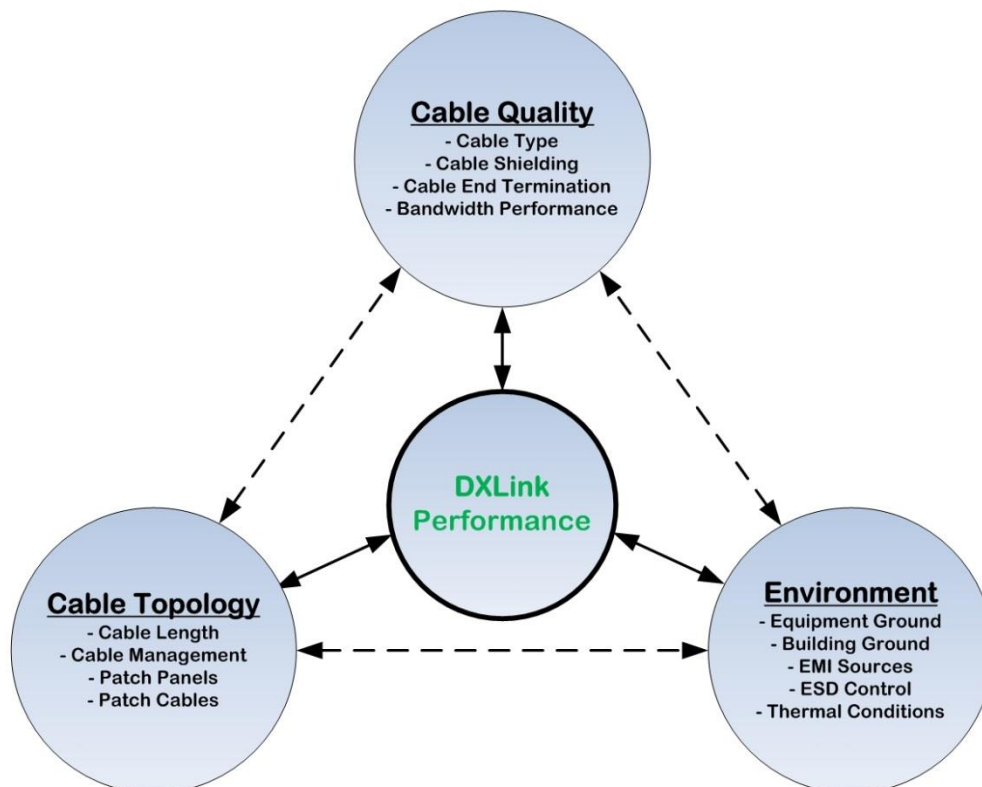 Cable Quality
- Cable Type
- Cable Shielding
- Cable End Termination
- Bandwidth Performance
DXLink
Performance
Cable Topology
- Cable Length
- Cable Management
- Patch Panels
- Patch Cables
Environment
- Equipment Ground
- Building Ground
- EMI Sources
- ESD Control
- Thermal Conditions